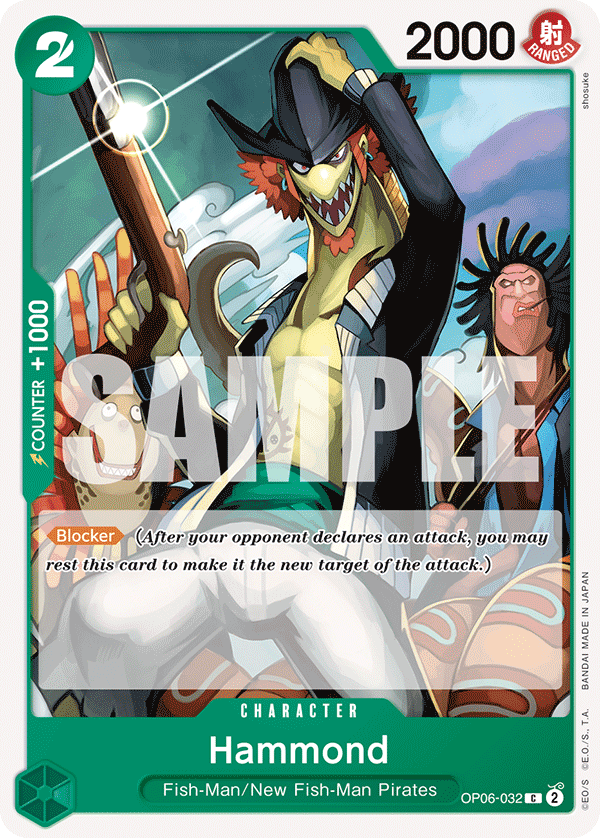 2
2000
射
RANGED
shosuke
COUNTER +1000
SAMPLE
Blocker (After your opponent declares an attack, you may
rest this card to make it the new target of the attack.)
CHARACTER
Hammond
Fish-Man/New Fish-Man Pirates
OP06-032 C 2
©E.O/S ©E.O./S., T.A. BANDAI MADE IN JAPAN